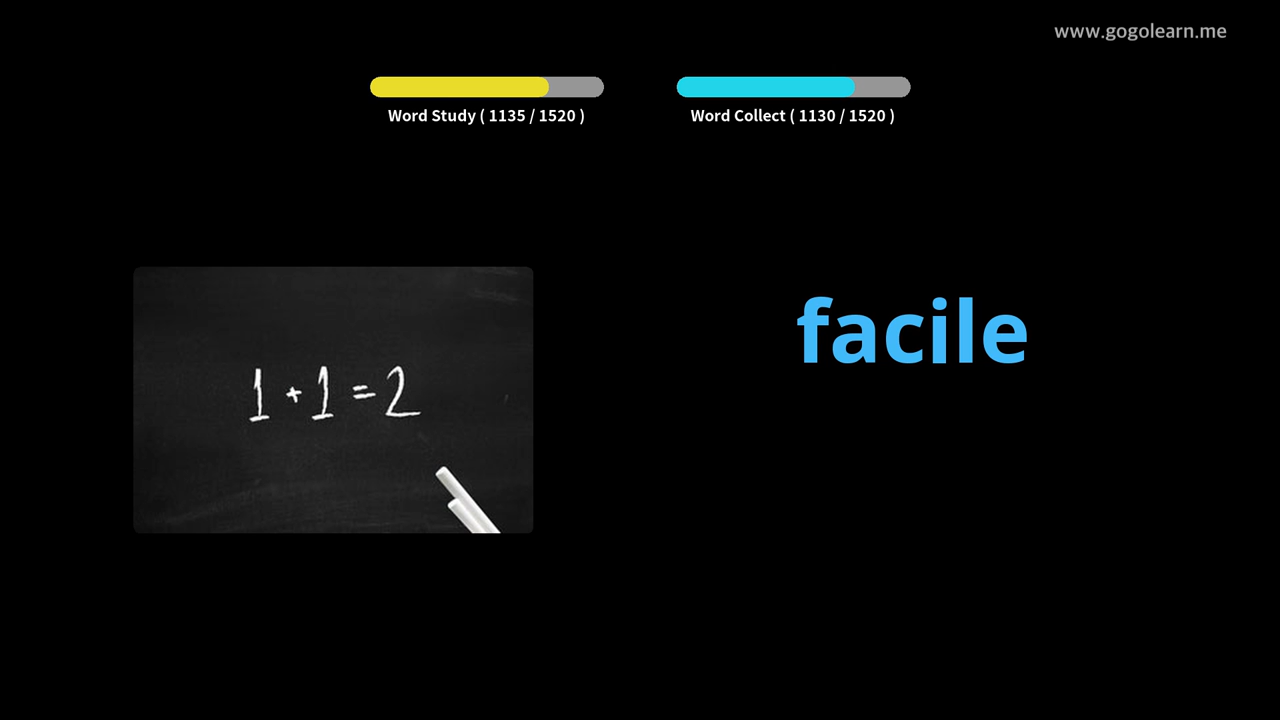 www.gogolearn.me
Word Study ( 1135 / 1520 )
Word Collect ( 1130 / 1520 )
facile
1 + 1 = 2